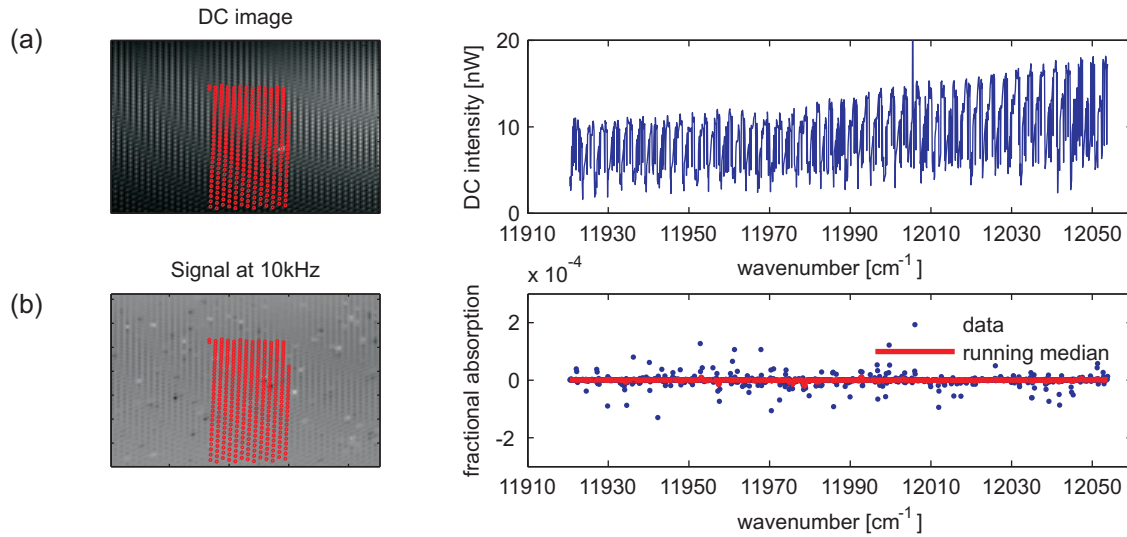 (a)
DC image
20
10
0
DC intensity [nW]
11910 11930 11950 11970 11990 12010 12030 12050
wavenumber [cm⁻¹]
(b)
Signal at 10kHz
x 10⁻⁴
2
0
-2
fractional absorption
data
running median
11910 11930 11950 11970 11990 12010 12030 12050
wavenumber [cm⁻¹]